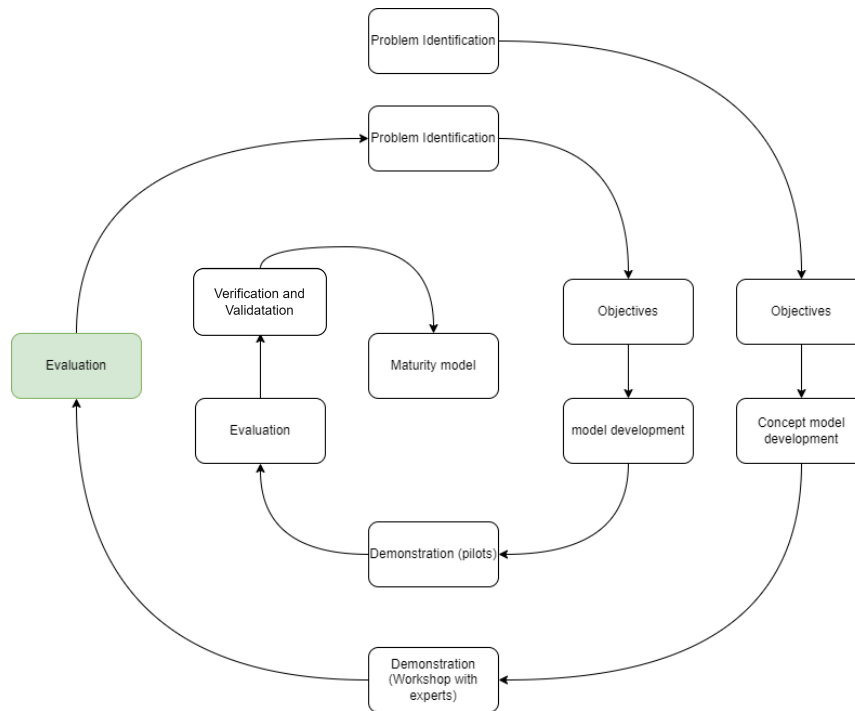 Problem Identification
Problem Identification
Verification and
Validatation
Objectives
Objectives
Evaluation
Maturity model
Evaluation
model development
Concept model
development
Demonstration (pilots)
Demonstration
(Workshop with
experts)